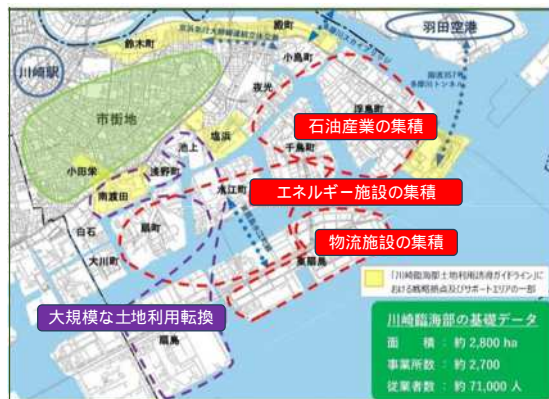 殿町
羽田空港
鈴木町
小島町
川崎駅
夜光
浮島町
石油産業の集積
市街地
塩浜
池上
千鳥町
小田栄
浅野町
南渡田
水江町
エネルギー施設の集積
白石
扇町
物流施設の集積
大川町
東扇島
「川崎臨海部土地利用誘導ガイドライン」に
おける戦略拠点及びサポートエリアの一部
大規模な土地利用転換
扇島
川崎臨海部の基礎データ
面　積：約 2,800 ha
事業所数：約 2,700
従業者数：約 71,000 人